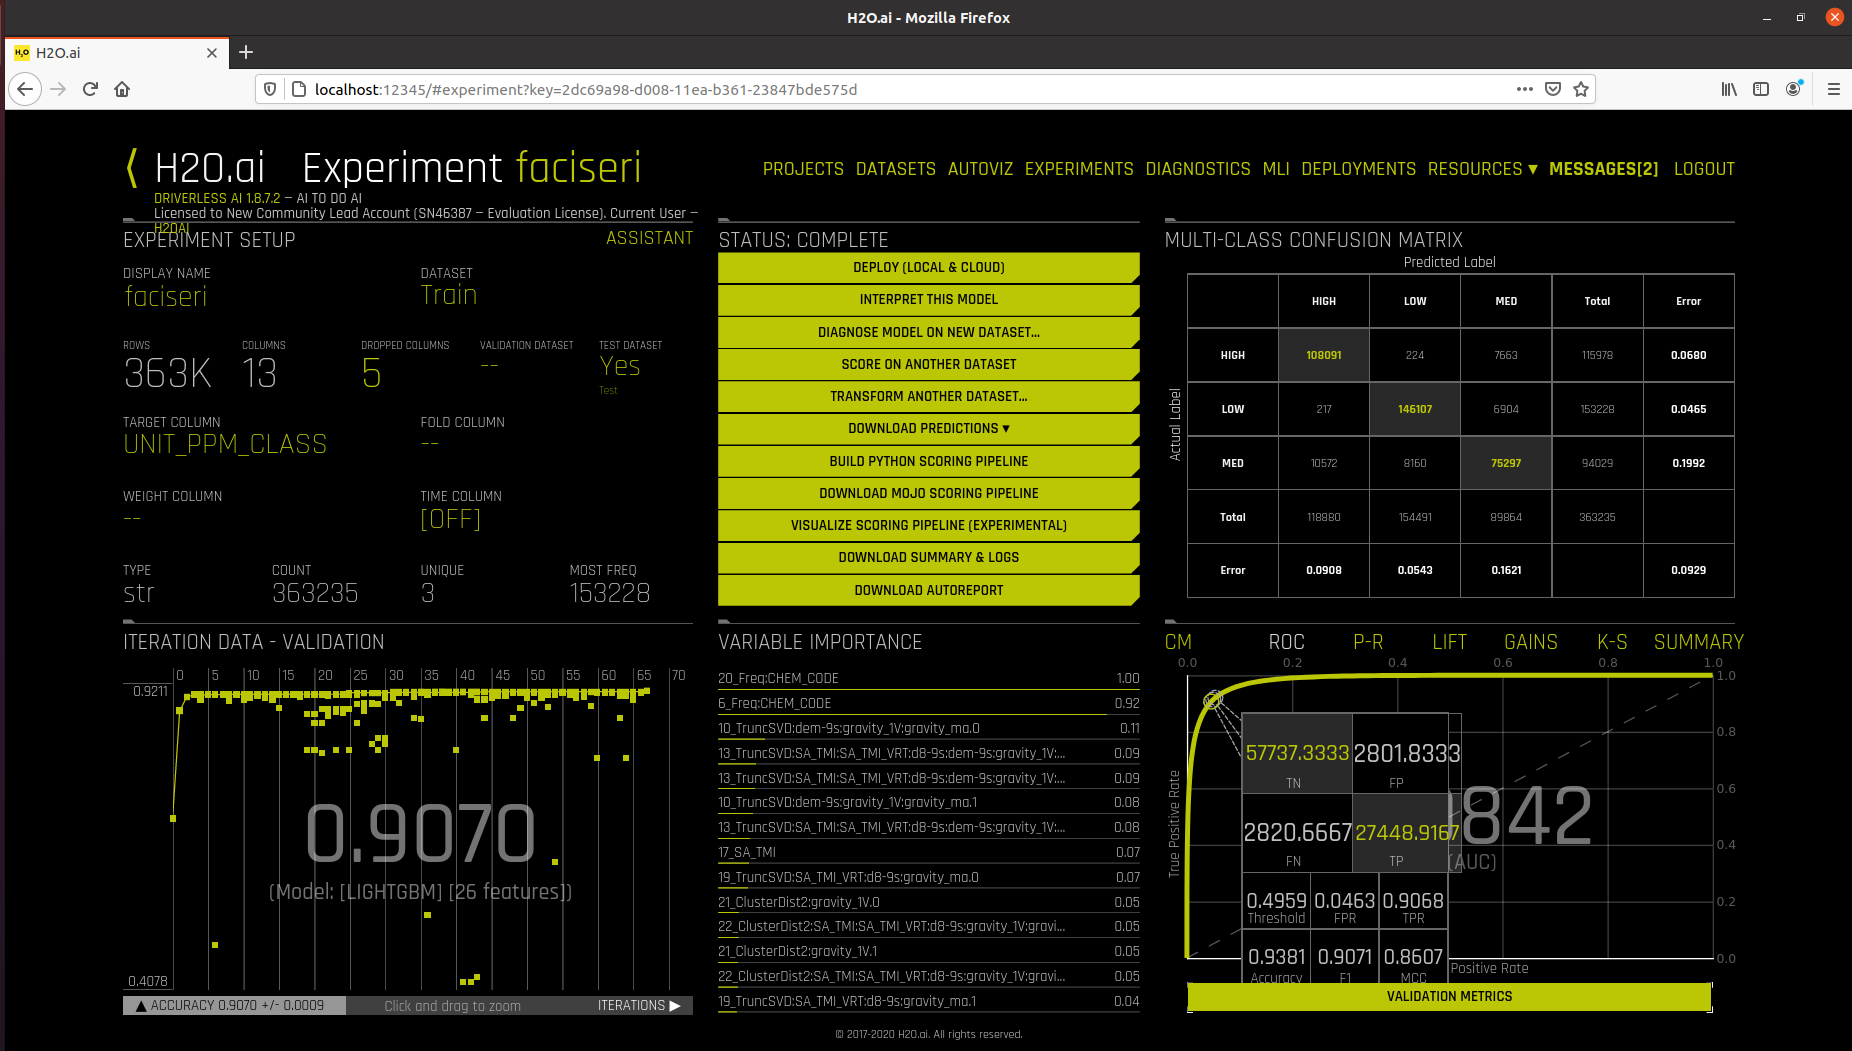 H2O.ai - Mozilla Firefox
H2O.ai
localhost:12345/#experiment?key=2dc69a98-d008-11ea-b361-23847bde575d
H2O.ai Experiment faciseri
PROJECTS DATASETS AUTOVIZ EXPERIMENTS DIAGNOSTICS MLI DEPLOYMENTS RESOURCES ▾ MESSAGES[2] LOGOUT
DRIVERLESS AI 1.8.7.2 — AI TO DO AI
Licensed to New Community Lead Account (SN46387 — Evaluation License). Current User —
H2OAI
EXPERIMENT SETUP
ASSISTANT
DISPLAY NAME
faciseri
DATASET
Train
ROWS
363K
COLUMNS
13
DROPPED COLUMNS
5
VALIDATION DATASET
--
TEST DATASET
Yes
Test
TARGET COLUMN
UNIT_PPM_CLASS
FOLD COLUMN
--
WEIGHT COLUMN
--
TIME COLUMN
[OFF]
TYPE
str
COUNT
363235
UNIQUE
3
MOST FREQ
153228
STATUS: COMPLETE
DEPLOY (LOCAL & CLOUD)
INTERPRET THIS MODEL
DIAGNOSE MODEL ON NEW DATASET...
SCORE ON ANOTHER DATASET
TRANSFORM ANOTHER DATASET...
DOWNLOAD PREDICTIONS ▾
BUILD PYTHON SCORING PIPELINE
DOWNLOAD MOJO SCORING PIPELINE
VISUALIZE SCORING PIPELINE (EXPERIMENTAL)
DOWNLOAD SUMMARY & LOGS
DOWNLOAD AUTOREPORT
MULTI-CLASS CONFUSION MATRIX
Predicted Label
Actual Label
HIGH LOW MED Total Error
HIGH 108091 224 7663 115978 0.0680
LOW 217 146107 6904 153228 0.0465
MED 10572 8160 75297 94029 0.1992
Total 118880 154491 89864 363235
Error 0.0908 0.0543 0.1621 0.0929
ITERATION DATA - VALIDATION
0 5 10 15 20 25 30 35 40 45 50 55 60 65 70
0.9211
0.9070
(Model: [LIGHTGBM] [26 features])
0.4078
▲ ACCURACY 0.9070 +/- 0.0009
Click and drag to zoom
ITERATIONS ▶
VARIABLE IMPORTANCE
20_Freq:CHEM_CODE 1.00
6_Freq:CHEM_CODE 0.92
10_TruncSVD:dem-9s:gravity_1V:gravity_ma.0 0.11
13_TruncSVD:SA_TMI:SA_TMI_VRT:d8-9s:dem-9s:gravity_1V:... 0.09
13_TruncSVD:SA_TMI:SA_TMI_VRT:d8-9s:dem-9s:gravity_1V:... 0.09
10_TruncSVD:dem-9s:gravity_1V:gravity_ma.1 0.08
13_TruncSVD:SA_TMI:SA_TMI_VRT:d8-9s:dem-9s:gravity_1V:... 0.08
17_SA_TMI 0.07
19_TruncSVD:SA_TMI_VRT:d8-9s:gravity_ma.0 0.07
21_ClusterDist2:gravity_1V.0 0.05
22_ClusterDist2:SA_TMI:SA_TMI_VRT:d8-9s:gravity_1V:gravi... 0.05
21_ClusterDist2:gravity_1V.1 0.05
22_ClusterDist2:SA_TMI:SA_TMI_VRT:d8-9s:gravity_1V:gravi... 0.05
19_TruncSVD:SA_TMI_VRT:d8-9s:gravity_ma.1 0.04
CM ROC P-R LIFT GAINS K-S SUMMARY
0.0 0.2 0.4 0.6 0.8 1.0
1.0
0.8
0.6
0.4
0.2
0.0
True Positive Rate
57737.3333 2801.8333
TN FP
2820.6667 27448.9167
FN TP
842
(AUC)
0.4959 0.0463 0.9068
Threshold FPR TPR
0.9381 0.9071 0.8607
Accuracy F1 MCC
Positive Rate
VALIDATION METRICS
© 2017-2020 H2O.ai. All rights reserved.